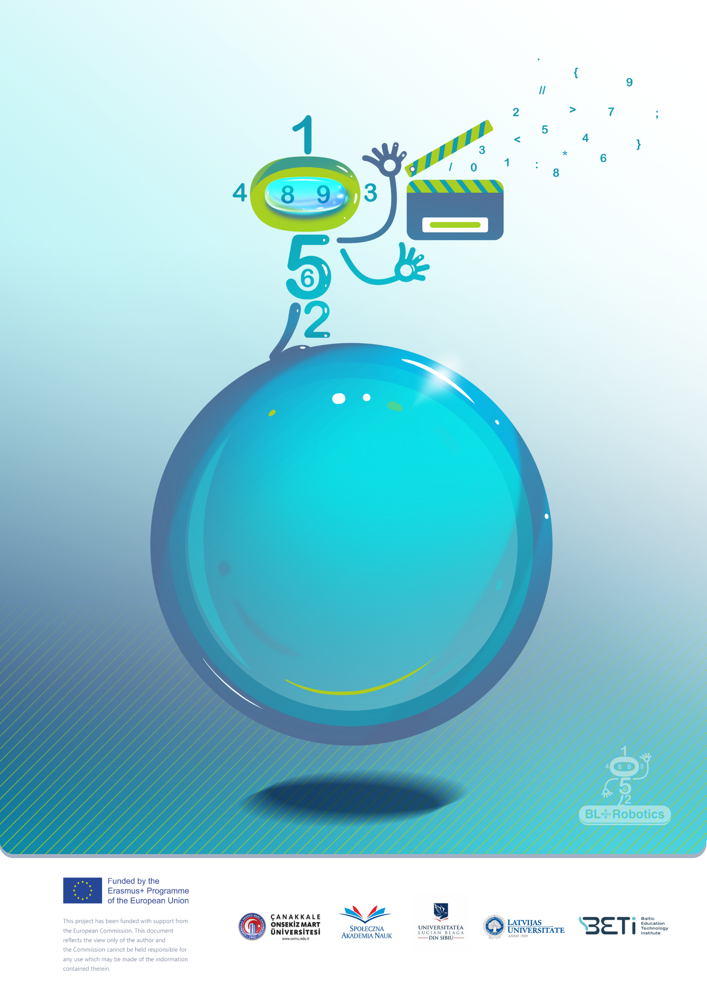 .
{
9
//
2 > 7 ;
5
< 4 }
3
*
/ 0 1 : 6
8
1
4 8 9 3
5
6
2
1
4 8 9 3
5
6
2
BL with Robotics
Funded by the
Erasmus+ Programme
of the European Union
This project has been funded with support from
the European Commission. This document
reflects the view only of the author and
the Commission cannot be held responsible for
any use which may be made of the indormation
contained therein.
ÇANAKKALE
ONSEKİZ MART
ÜNİVERSİTESİ
www.comu.edu.tr
SPOŁECZNA
AKADEMIA NAUK
UNIVERSITATEA
LUCIAN BLAGA
DIN SIBIU
LATVIJAS
UNIVERSITATE
ANNO 1919
BETi
Baltic
Education
Technology
Institute